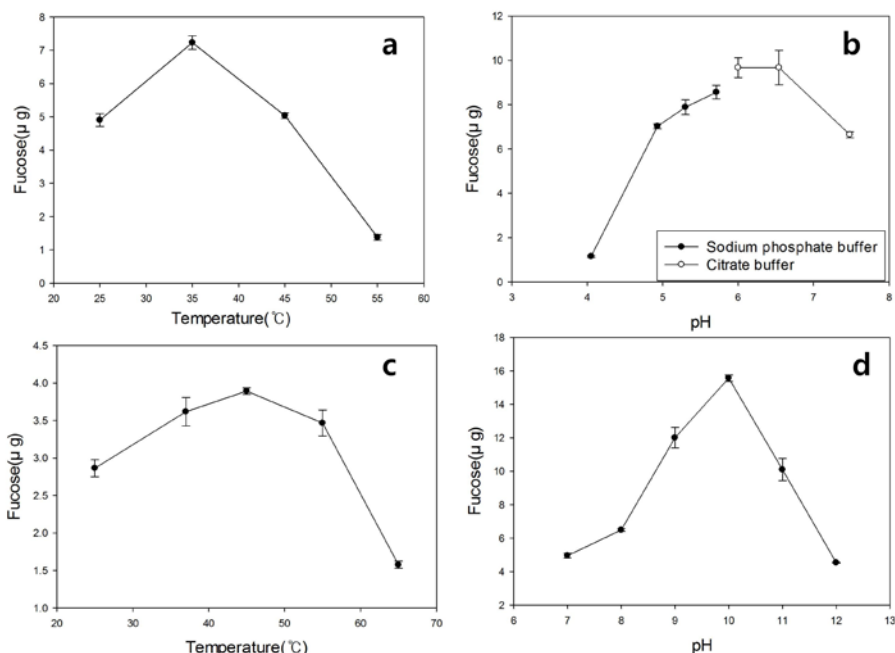 a
8
7
6
5
4
3
2
1
0
Fucose(μ g)
20 25 30 35 40 45 50 55 60
Temperature(℃)
b
12
10
8
6
4
2
0
Fucose(μ g)
Sodium phosphate buffer
Citrate buffer
3 4 5 6 7 8
pH
c
4.5
4.0
3.5
3.0
2.5
2.0
1.5
1.0
Fucose(μ g)
20 30 40 50 60 70
Temperature(℃)
d
18
16
14
12
10
8
6
4
2
Fucose(μ g)
6 7 8 9 10 11 12 13
pH